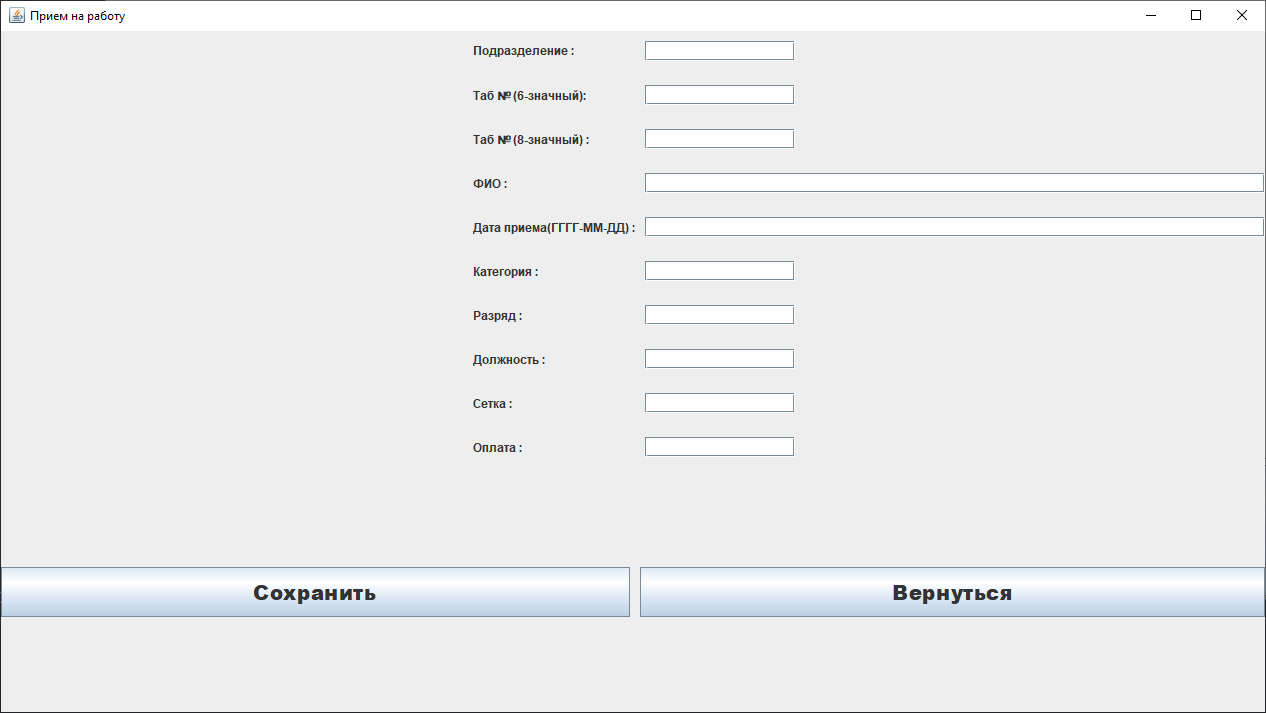 Прием на работу
Подразделение :
Таб №(6-значный):
Таб №(8-значный) :
ФИО :
Дата приема(ГГГГ-ММ-ДД) :
Категория :
Разряд :
Должность :
Сетка :
Оплата :
Сохранить
Вернуться